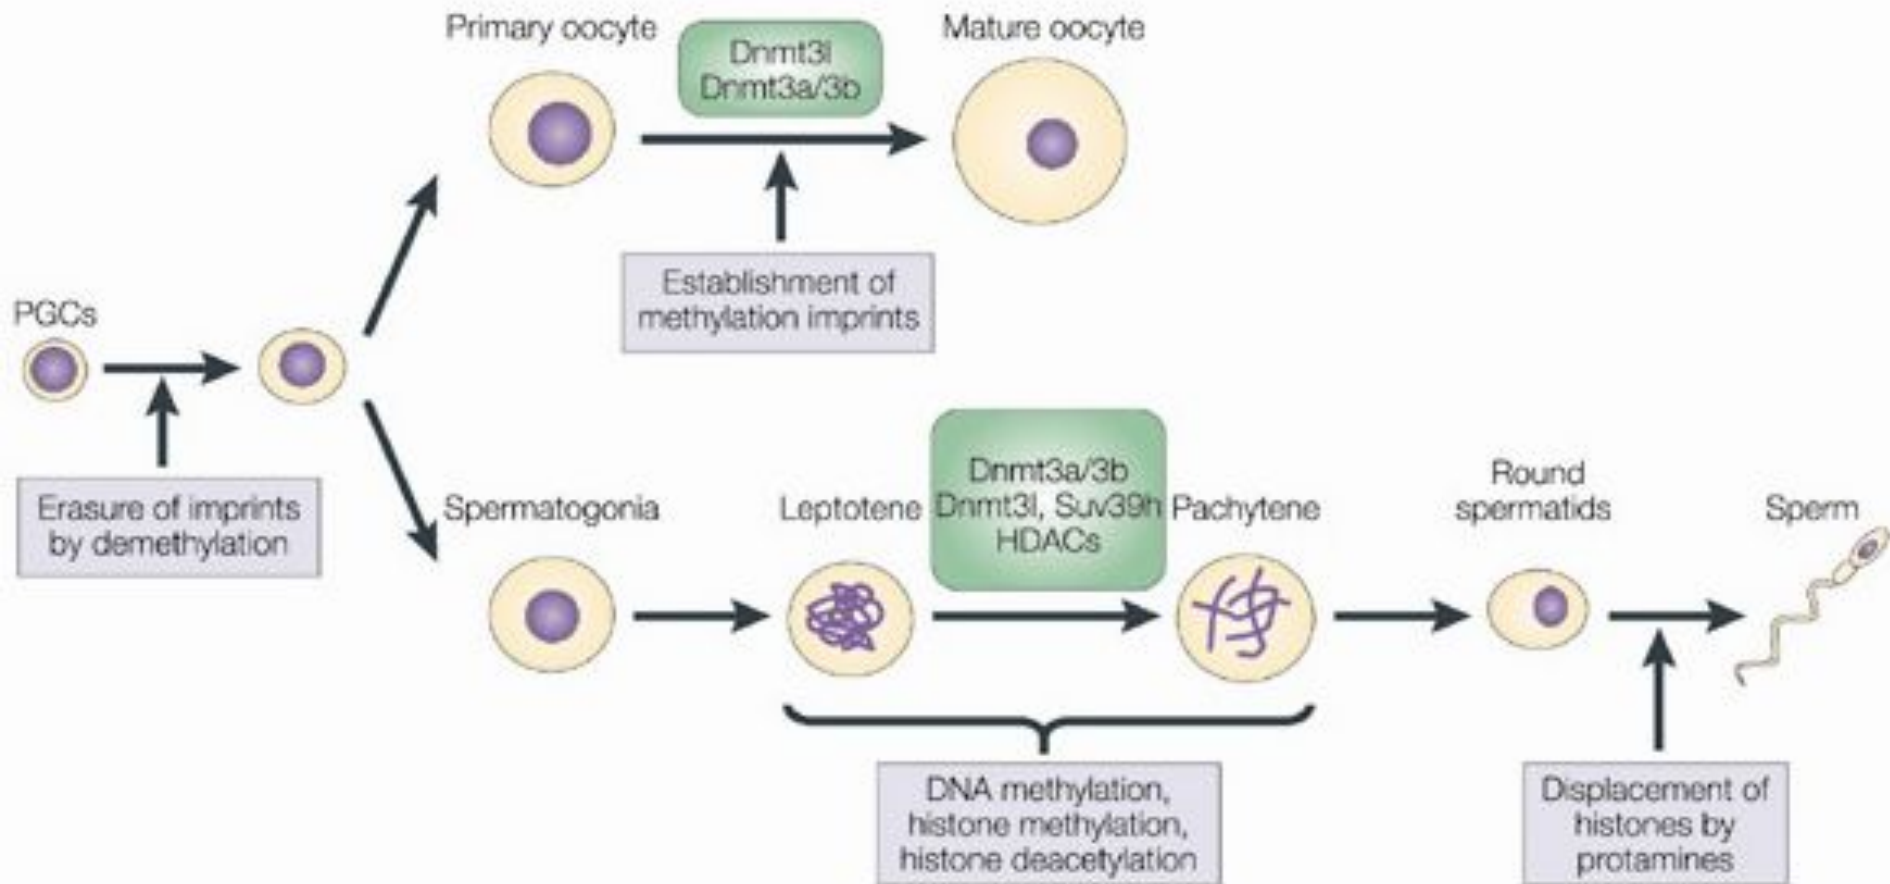 Primary oocyte
Dnmt3l
Dnmt3a/3b
Mature oocyte
Establishment of
methylation imprints
PGCs
Erasure of imprints
by demethylation
Spermatogonia
Leptotene
Dnmt3a/3b
Dnmt3l, Suv39h
HDACs
Pachytene
Round
spermatids
Sperm
DNA methylation,
histone methylation,
histone deacetylation
Displacement of
histones by
protamines